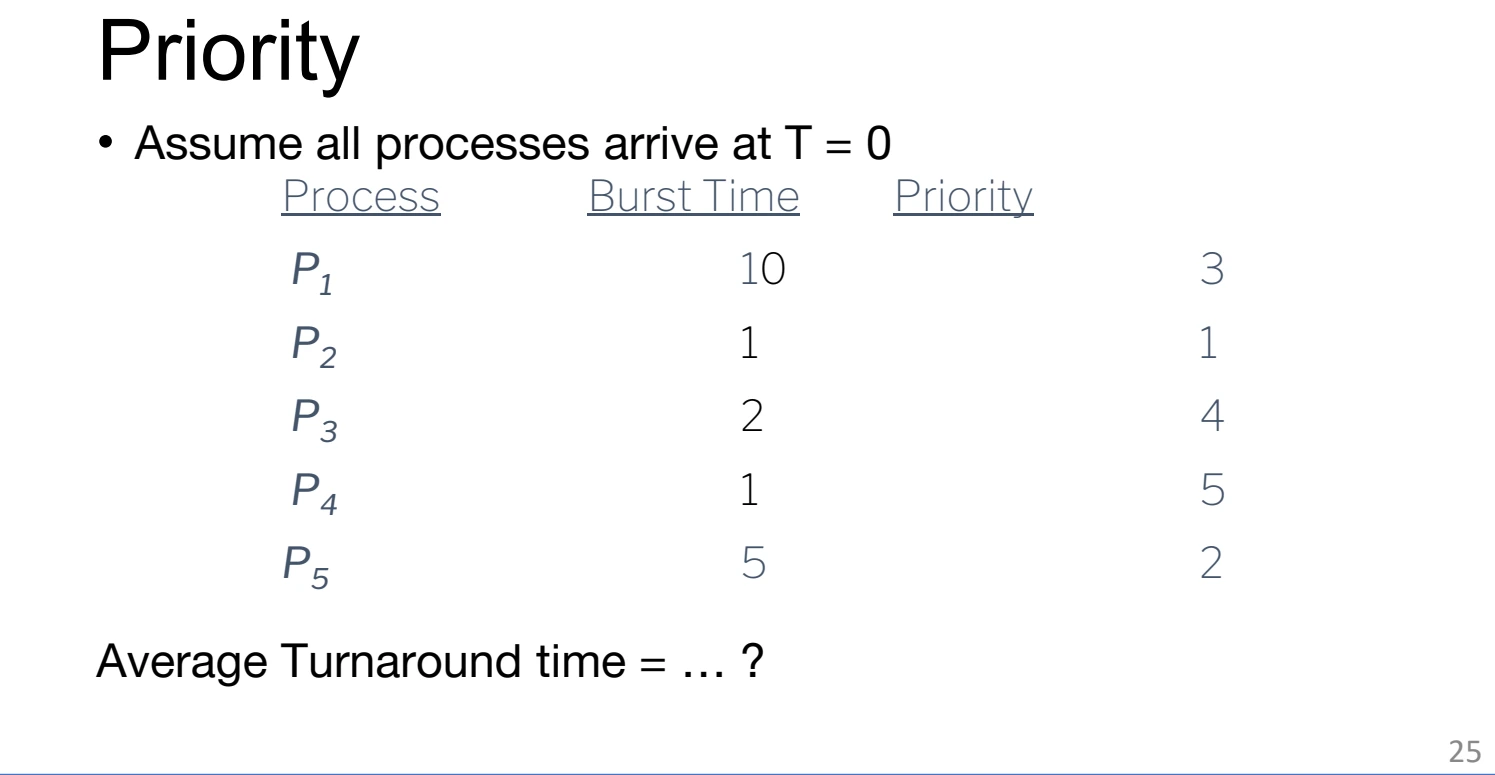 Priority
• Assume all processes arrive at T = 0
Process Burst Time Priority
P1 10 3
P2 1 1
P3 2 4
P4 1 5
P5 5 2
Average Turnaround time = … ?
25